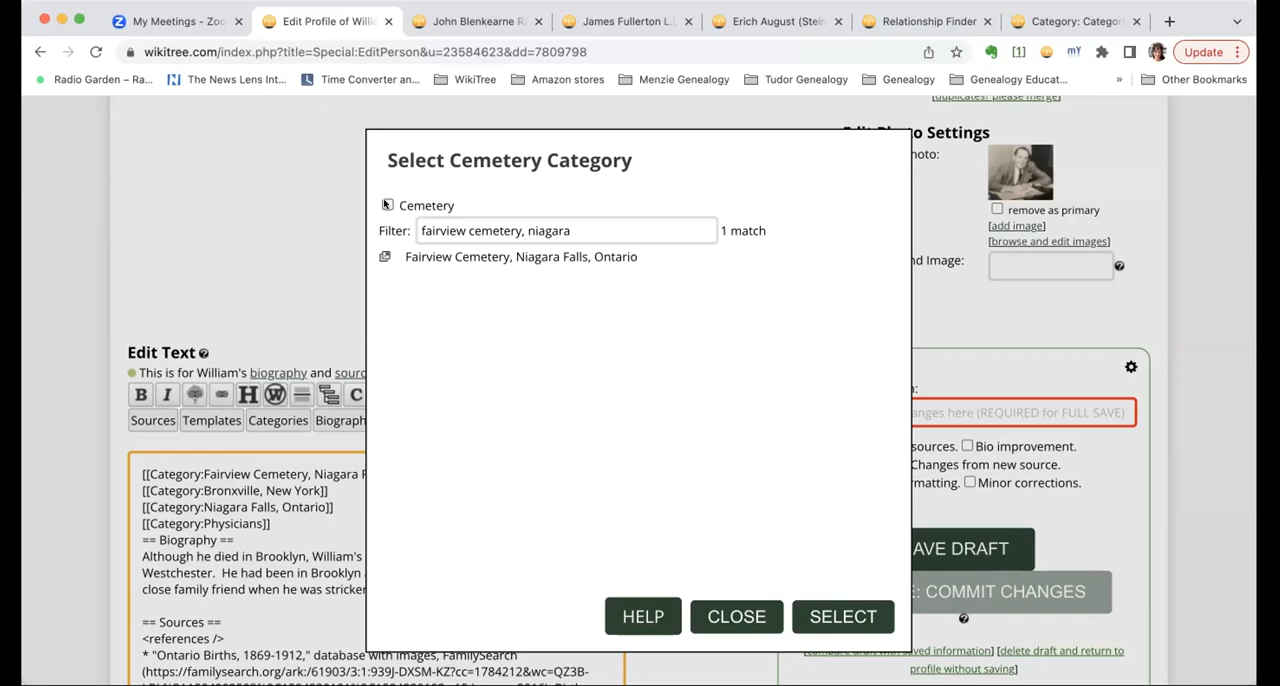 My Meetings - Zoo
Edit Profile of Willi
John Blenkearne R
James Fullerton L
Erich August (Stein
Relationship Finder
Category: Categor
wikitree.com/index.php?title=Special:EditPerson&u=23584623&dd=7809798
Update
Radio Garden – Ra...
The News Lens Int...
Time Converter an...
WikiTree
Amazon stores
Menzie Genealogy
Tudor Genealogy
Genealogy
Genealogy Educat...
»
Other Bookmarks
[duplicates? please merge]
Select Cemetery Category
Cemetery
Filter: fairview cemetery, niagara 1 match
Fairview Cemetery, Niagara Falls, Ontario
HELP CLOSE SELECT
o Settings
hoto:
remove as primary
[add image]
[browse and edit images]
nd Image:
Edit Text
This is for William's biography and sourc
B I H W C
Sources Templates Categories Biograph
[[Category:Fairview Cemetery, Niagara F
[[Category:Bronxville, New York]]
[[Category:Niagara Falls, Ontario]]
[[Category:Physicians]]
== Biography ==
Although he died in Brooklyn, William's
Westchester. He had been in Brooklyn
close family friend when he was stricker
== Sources ==
<references />
* "Ontario Births, 1869-1912," database with images, FamilySearch
(https://familysearch.org/ark:/61903/3:1:939J-DXSM-KZ?cc=1784212&wc=QZ3B-
n:
anges here (REQUIRED for FULL SAVE)
sources. Bio improvement.
Changes from new source.
rmatting. Minor corrections.
AVE DRAFT
E: COMMIT CHANGES
[compare draft with saved information] [delete draft and return to
profile without saving]